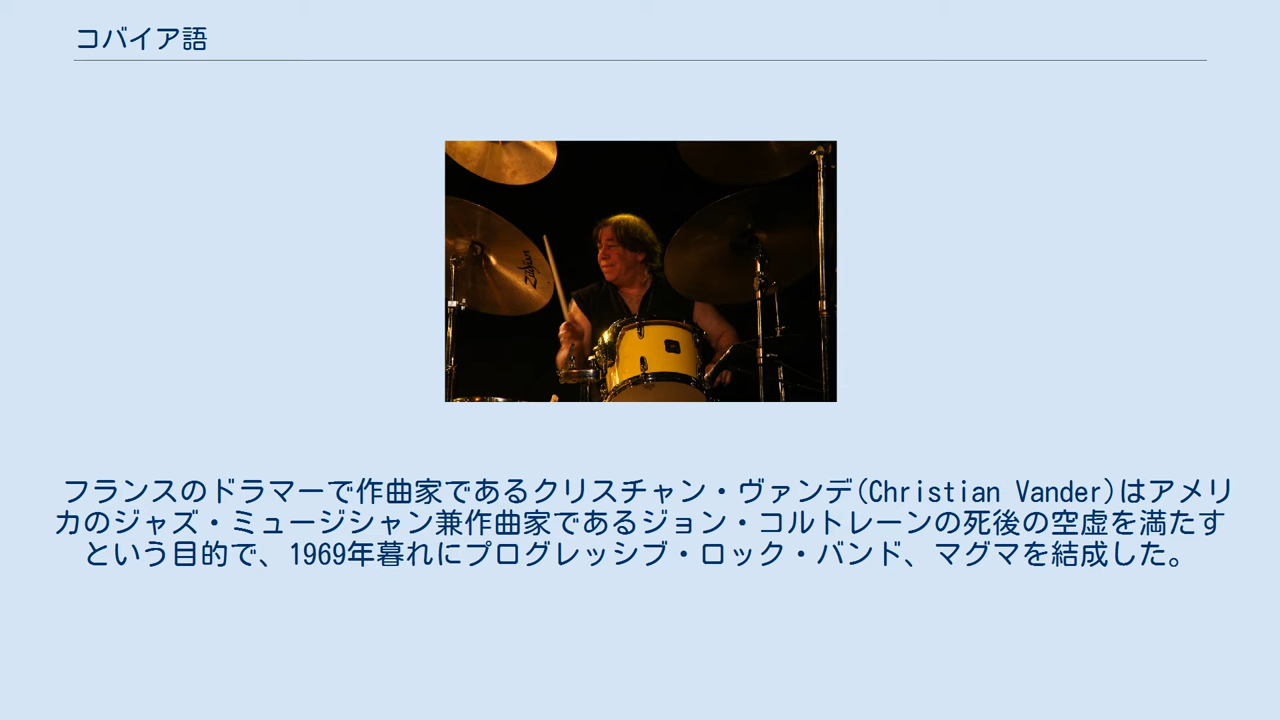 コバイア語
Zildjian
フランスのドラマーで作曲家であるクリスチャン・ヴァンデ(Christian Vander)はアメリ
カのジャズ・ミュージシャン兼作曲家であるジョン・コルトレーンの死後の空虚を満たす
という目的で、1969年暮れにプログレッシブ・ロック・バンド、マグマを結成した。